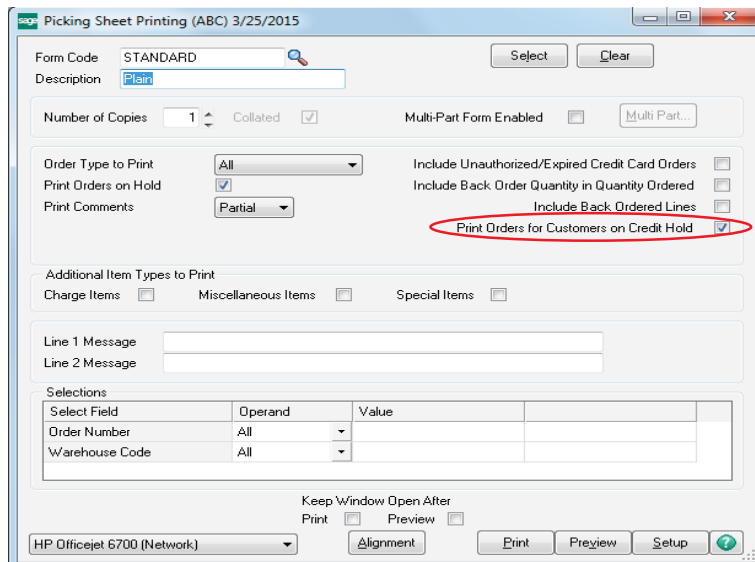 sage Picking Sheet Printing (ABC) 3/25/2015
Form Code STANDARD Select Clear
Description Plain
Number of Copies 1 Collated Multi-Part Form Enabled Multi Part...
Order Type to Print All Include Unauthorized/Expired Credit Card Orders
Print Orders on Hold Include Back Order Quantity in Quantity Ordered
Print Comments Partial Include Back Ordered Lines
Print Orders for Customers on Credit Hold
Additional Item Types to Print
Charge Items Miscellaneous Items Special Items
Line 1 Message
Line 2 Message
Selections
Select Field Operand Value
Order Number All
Warehouse Code All
Keep Window Open After
Print Preview
HP Officejet 6700 (Network) Alignment Print Preview Setup ?